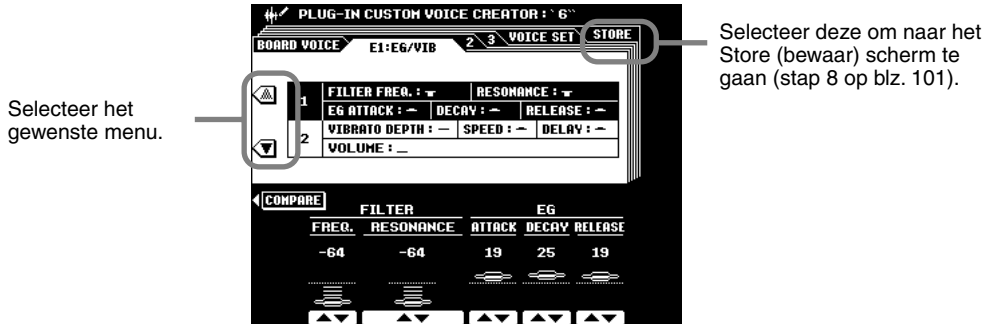 PLUG-IN CUSTOM VOICE CREATOR : ` 6``
BOARD VOICE E1:EG/VIB 2 3 VOICE SET STORE
1 FILTER FREQ. : RESONANCE :
EG ATTACK : DECAY : RELEASE :
2 VIBRATO DEPTH : SPEED : DELAY :
VOLUME :
COMPARE
FILTER EG
FREQ. RESONANCE ATTACK DECAY RELEASE
-64 -64 19 25 19
Selecteer het
gewenste menu.
Selecteer deze om naar het
Store (bewaar) scherm te
gaan (stap 8 op blz. 101).